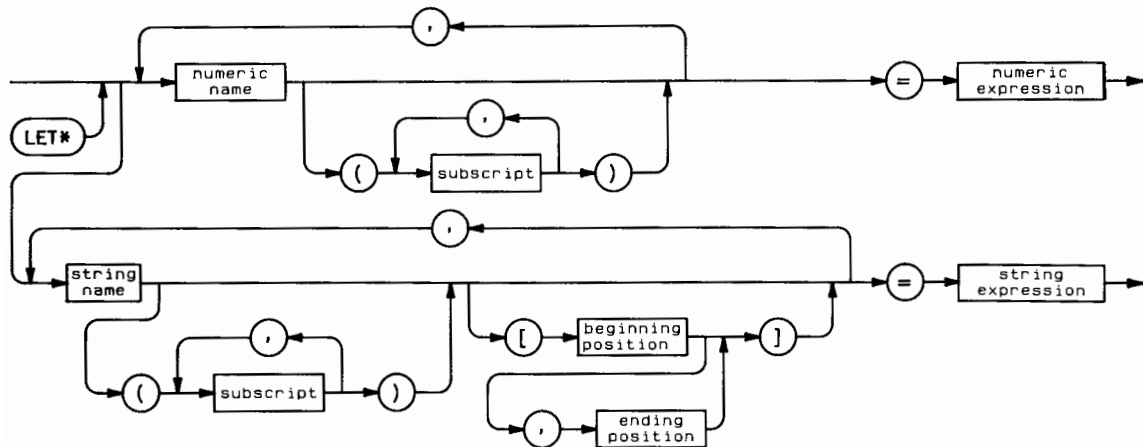 ,
numeric
name
=
numeric
expression
LET*
,
(
subscript
)
,
string
name
=
string
expression
[
beginning
position
]
,
(
subscript
)
,
ending
position